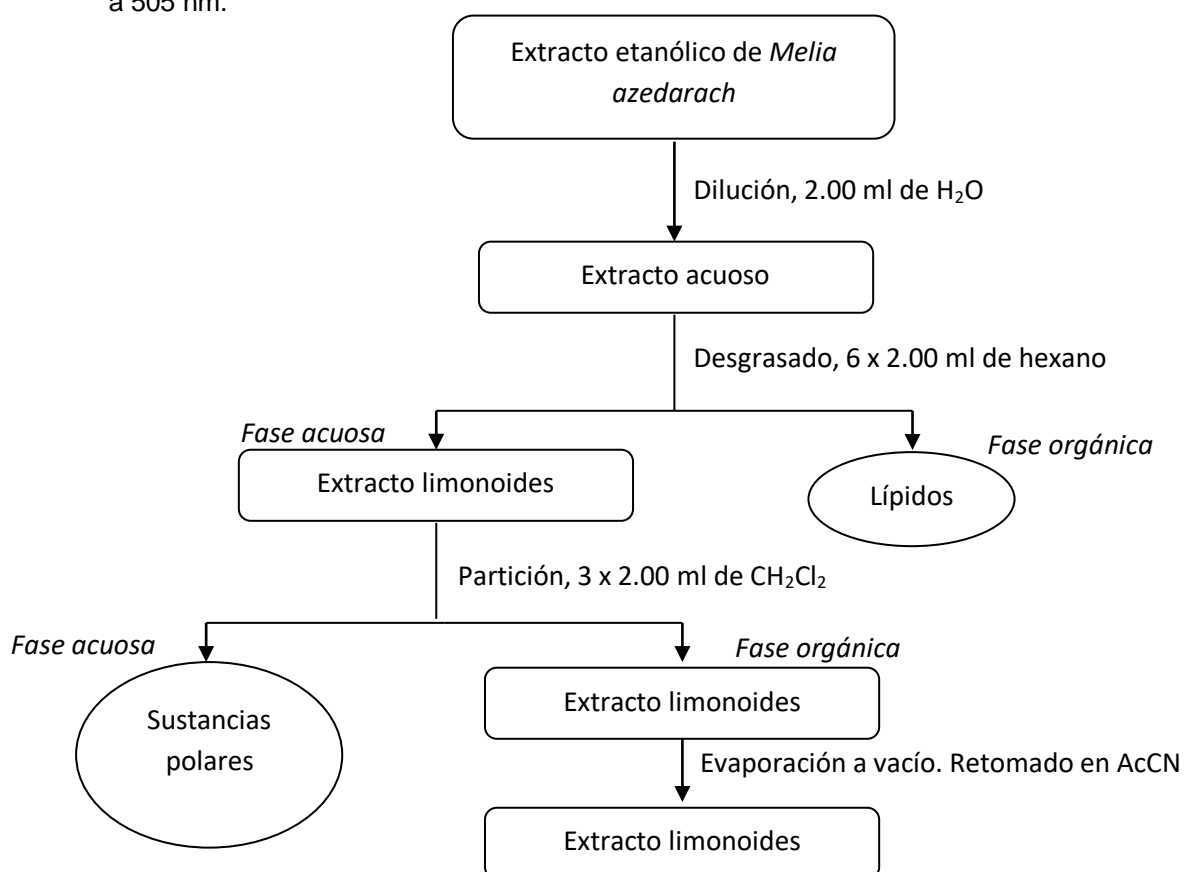 a 505 nm.
Extracto etanólico de Melia
azedarach
Dilución, 2.00 ml de H₂O
Extracto acuoso
Desgrasado, 6 x 2.00 ml de hexano
Fase acuosa
Fase orgánica
Extracto limonoides
Lípidos
Partición, 3 x 2.00 ml de CH₂Cl₂
Fase acuosa
Fase orgánica
Sustancias
polares
Extracto limonoides
Evaporación a vacío. Retomado en AcCN
Extracto limonoides